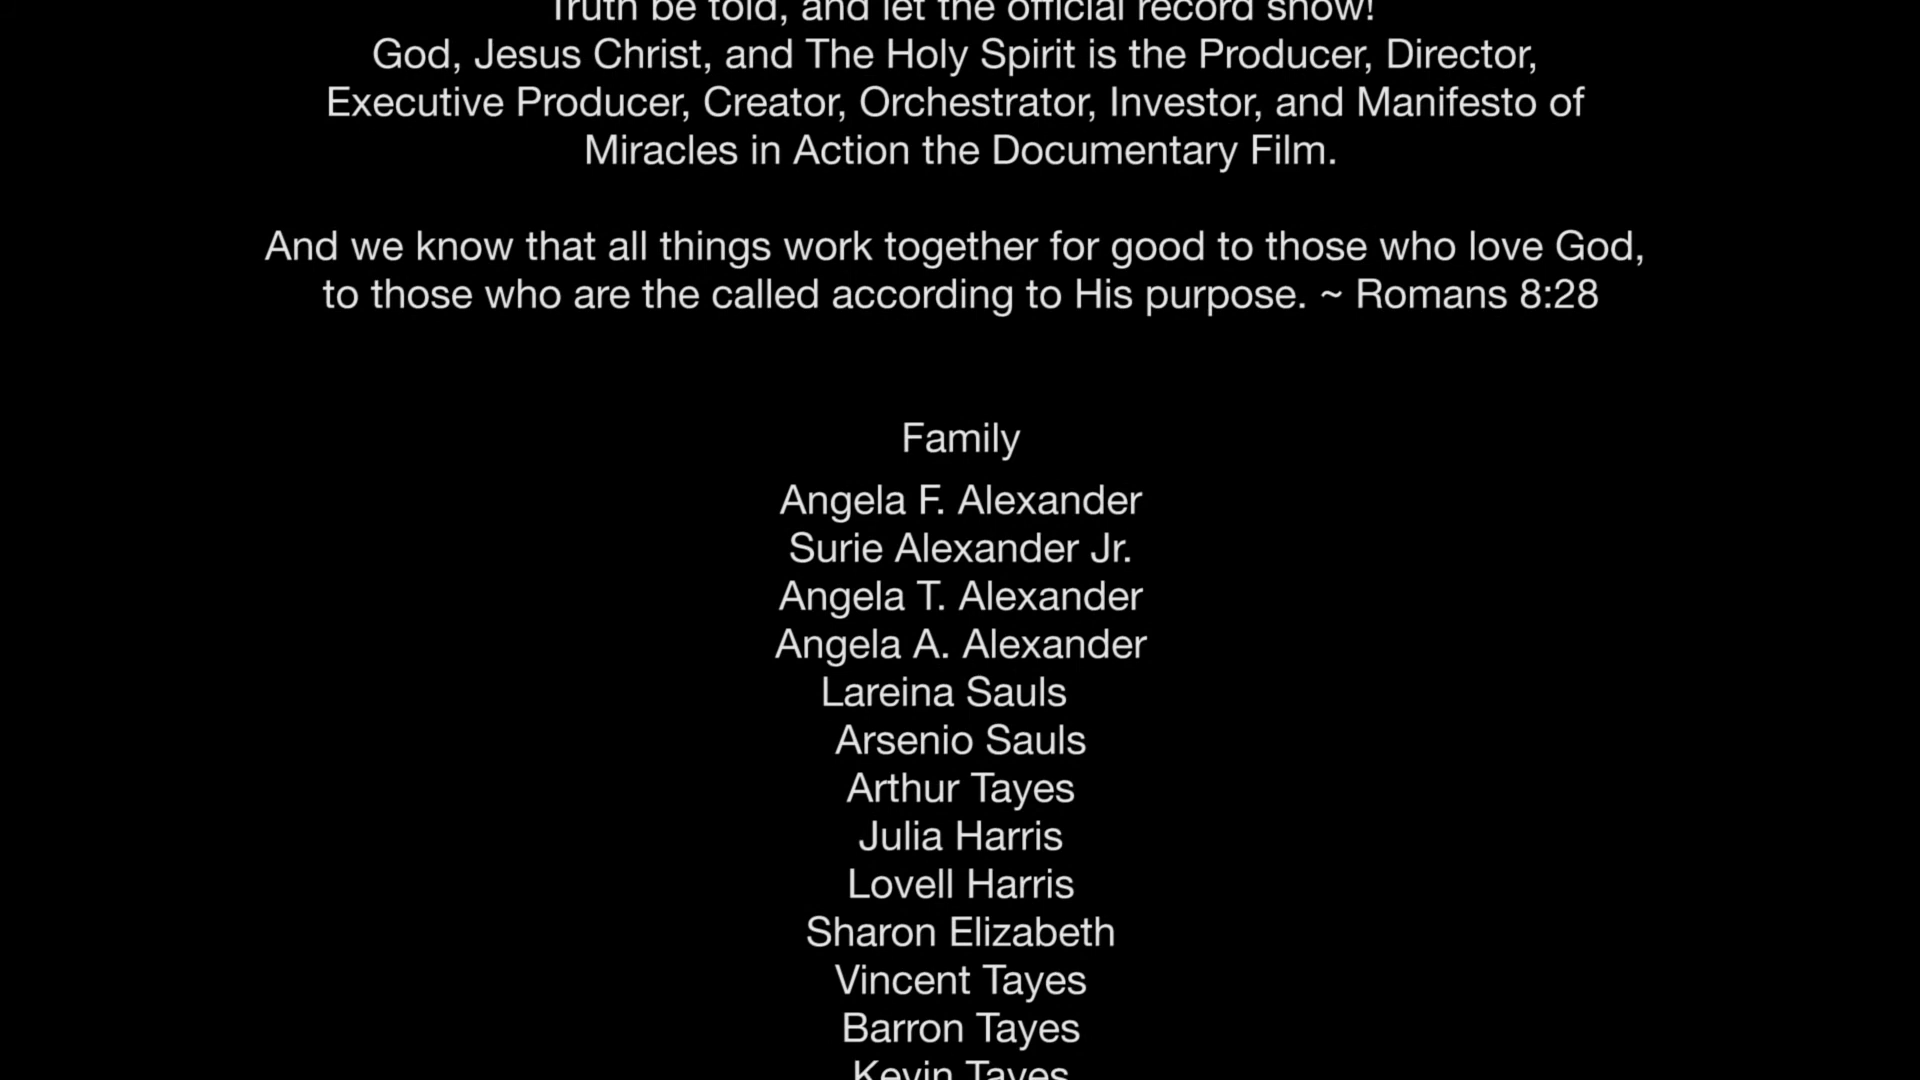 Truth be told, and let the official record show!
God, Jesus Christ, and The Holy Spirit is the Producer, Director,
Executive Producer, Creator, Orchestrator, Investor, and Manifesto of
Miracles in Action the Documentary Film.
And we know that all things work together for good to those who love God,
to those who are the called according to His purpose. ~ Romans 8:28
Family
Angela F. Alexander
Surie Alexander Jr.
Angela T. Alexander
Angela A. Alexander
Lareina Sauls
Arsenio Sauls
Arthur Tayes
Julia Harris
Lovell Harris
Sharon Elizabeth
Vincent Tayes
Barron Tayes
Kevin Tayes